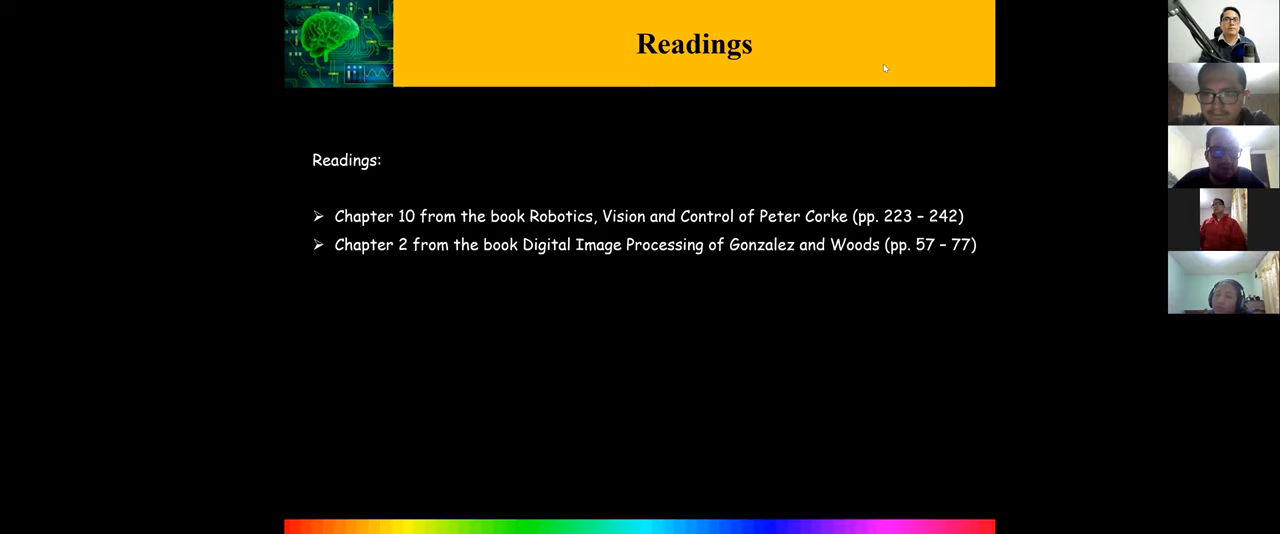 Readings
Readings:
➢ Chapter 10 from the book Robotics, Vision and Control of Peter Corke (pp. 223 – 242)
➢ Chapter 2 from the book Digital Image Processing of Gonzalez and Woods (pp. 57 – 77)